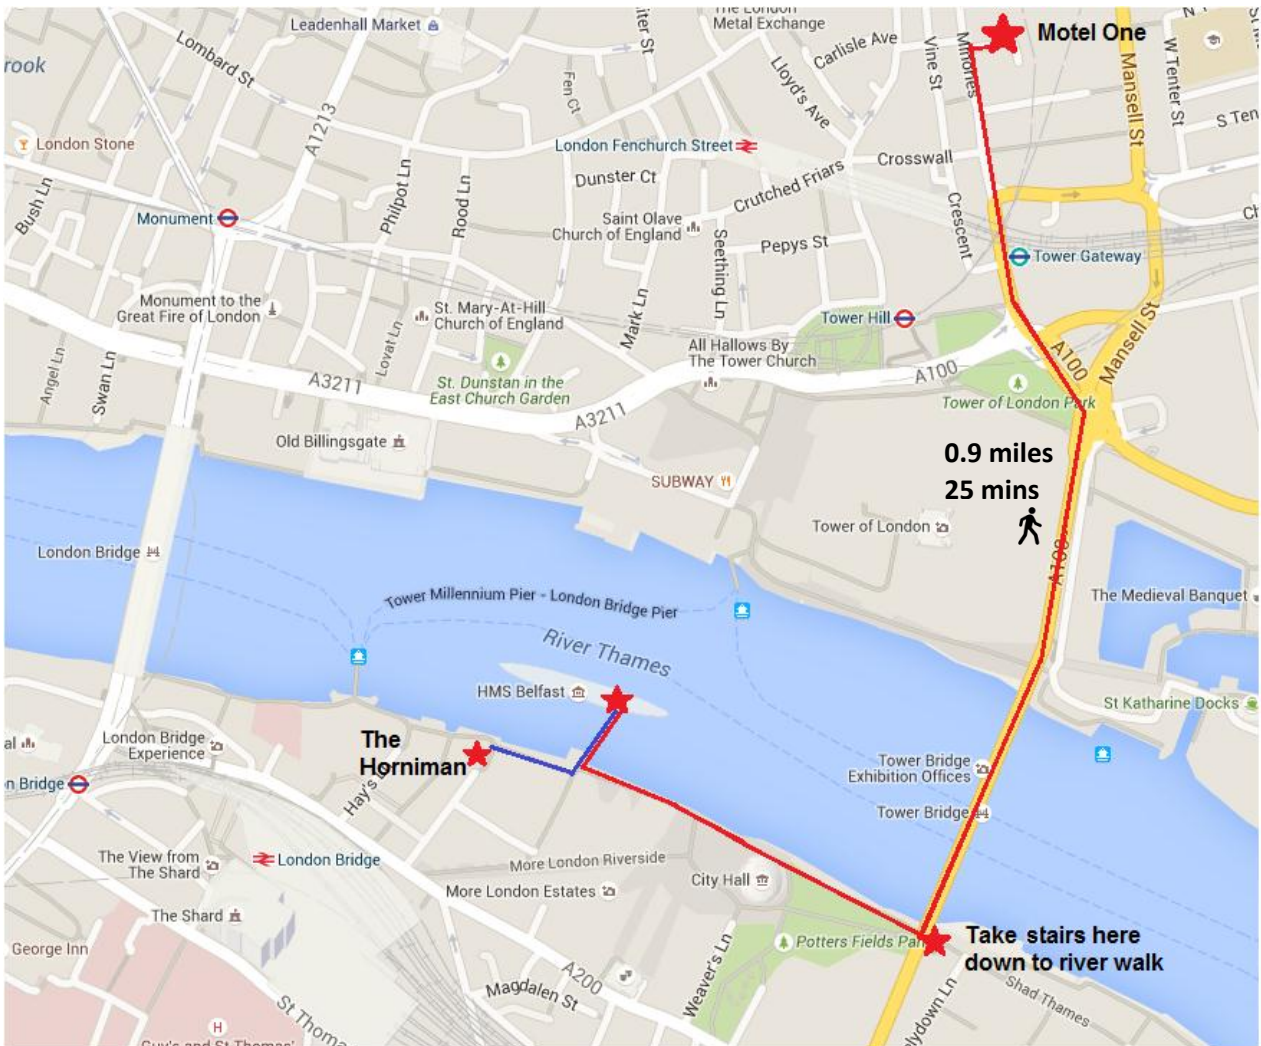 Leadenhall Market
The London
Metal Exchange
Carlisle Ave
Motel One
Lombard St
A1213
Fen Ct
Lloyd's Ave
Vine St
Minories
Mansell St
W Tenter St
rook
London Stone
London Fenchurch Street
Crosswall
S Ten
Bush Ln
Monument
Philpot Ln
Rood Ln
Dunster Ct
Crutched Friars
Saint Olave
Church of England
Seething Ln
Pepys St
Crescent
Tower Gateway
Monument to the
Great Fire of London
St. Mary-At-Hill
Church of England
Mark Ln
Tower Hill
Lovat Ln
All Hallows By
The Tower Church
A100
A100
Mansell St
Angel Ln
Swan Ln
A3211
St. Dunstan in the
East Church Garden
A3211
Tower of London Park
Old Billingsgate
0.9 miles
25 mins
SUBWAY
Tower of London
London Bridge
A100
Tower Millennium Pier - London Bridge Pier
The Medieval Banquet
River Thames
HMS Belfast
St Katharine Docks
al
London Bridge
Experience
The
Horniman
Hay's
n Bridge
Tower Bridge
Exhibition Offices
Tower Bridge
The View from
The Shard
London Bridge
More London Riverside
More London Estates
City Hall
The Shard
George Inn
Potters Fields Par
Take stairs here
down to river walk
A200
Magdalen St
Weaver's Ln
Shad Thames
elydown Ln
St Thoma
H
Guy's and St Thomas'